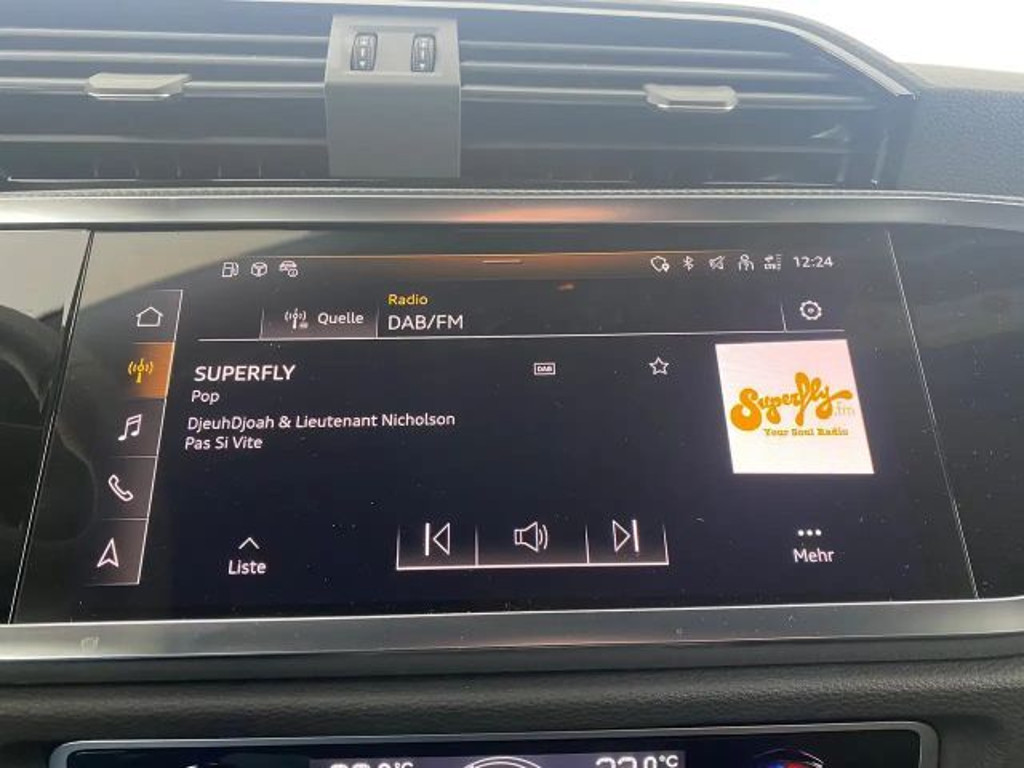 12:24
Radio
Quelle
DAB/FM
SUPERFLY
DAB
Pop
DjeuhDjoah & Lieutenant Nicholson
Pas Si Vite
Superfly.fm
Your Soul Radio
Liste
Mehr
°C
°C